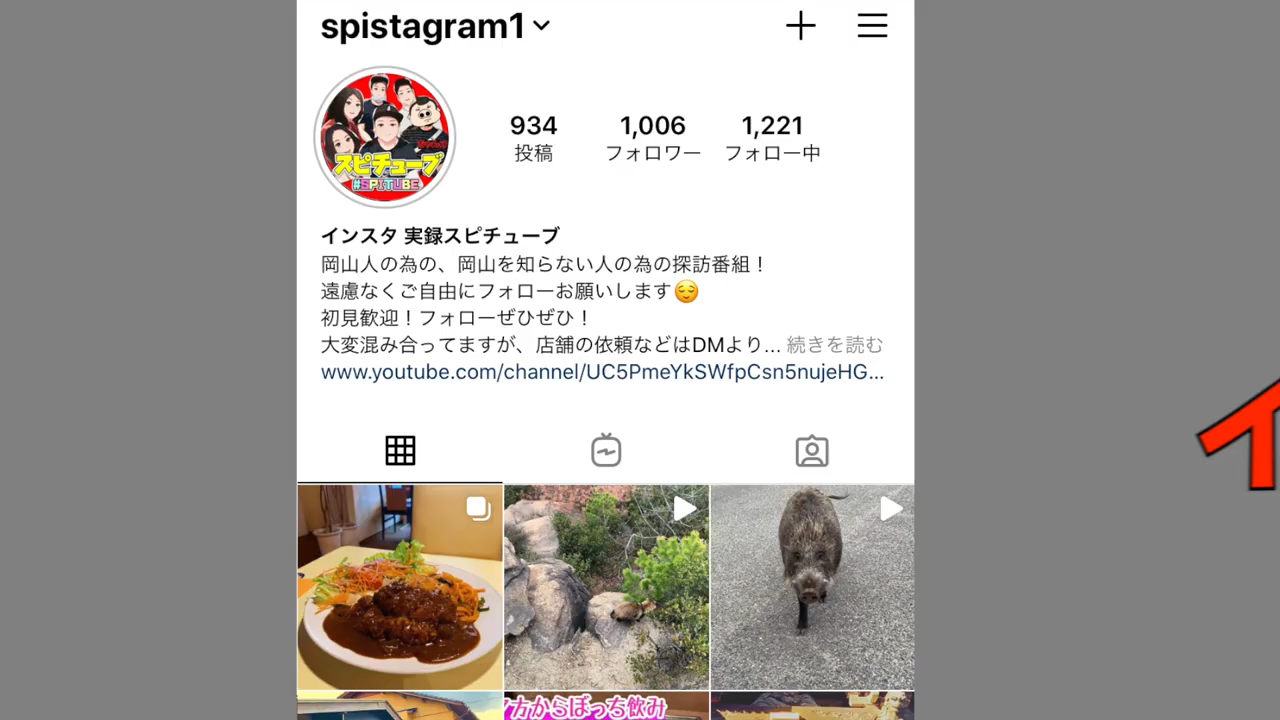 spistagram1
スピチューブ
#SPITUBE
934
投稿
1,006
フォロワー
1,221
フォロー中
インスタ 実録スピチューブ
岡山人の為の、岡山を知らない人の為の探訪番組！
遠慮なくご自由にフォローお願いします😌
初見歓迎！フォローぜひぜひ！
大変混み合ってますが、店舗の依頼などはDMより... 続きを読む
www.youtube.com/channel/UC5PmeYkSWfpCsn5nujeHG...
イ
方からぼっち飲み